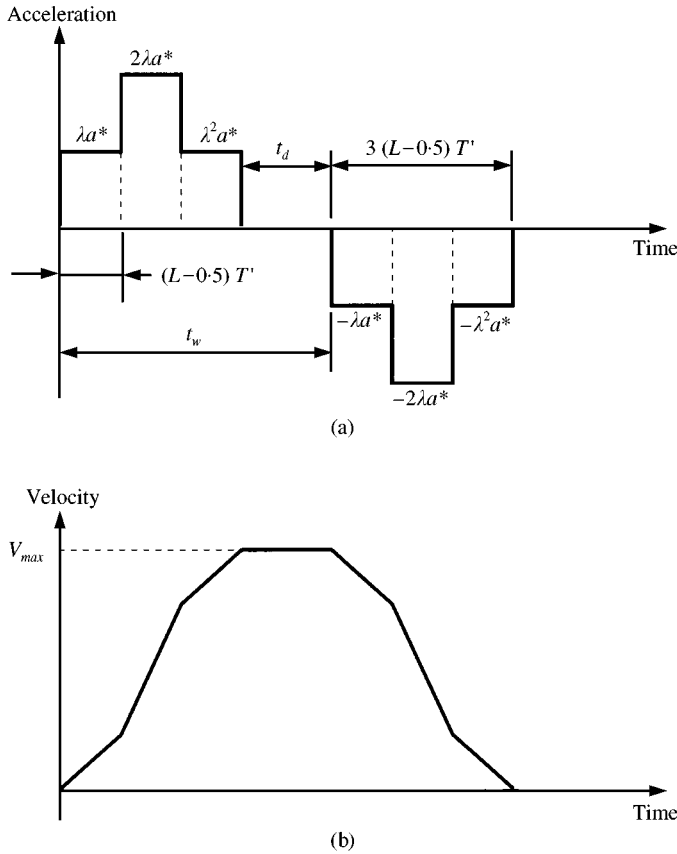 Acceleration
2λa*
λa*
λ²a*
t_d
3 (L−0·5) T'
Time
(L−0·5) T'
−λa*
−λ²a*
t_w
−2λa*
(a)
Velocity
V_max
Time
(b)